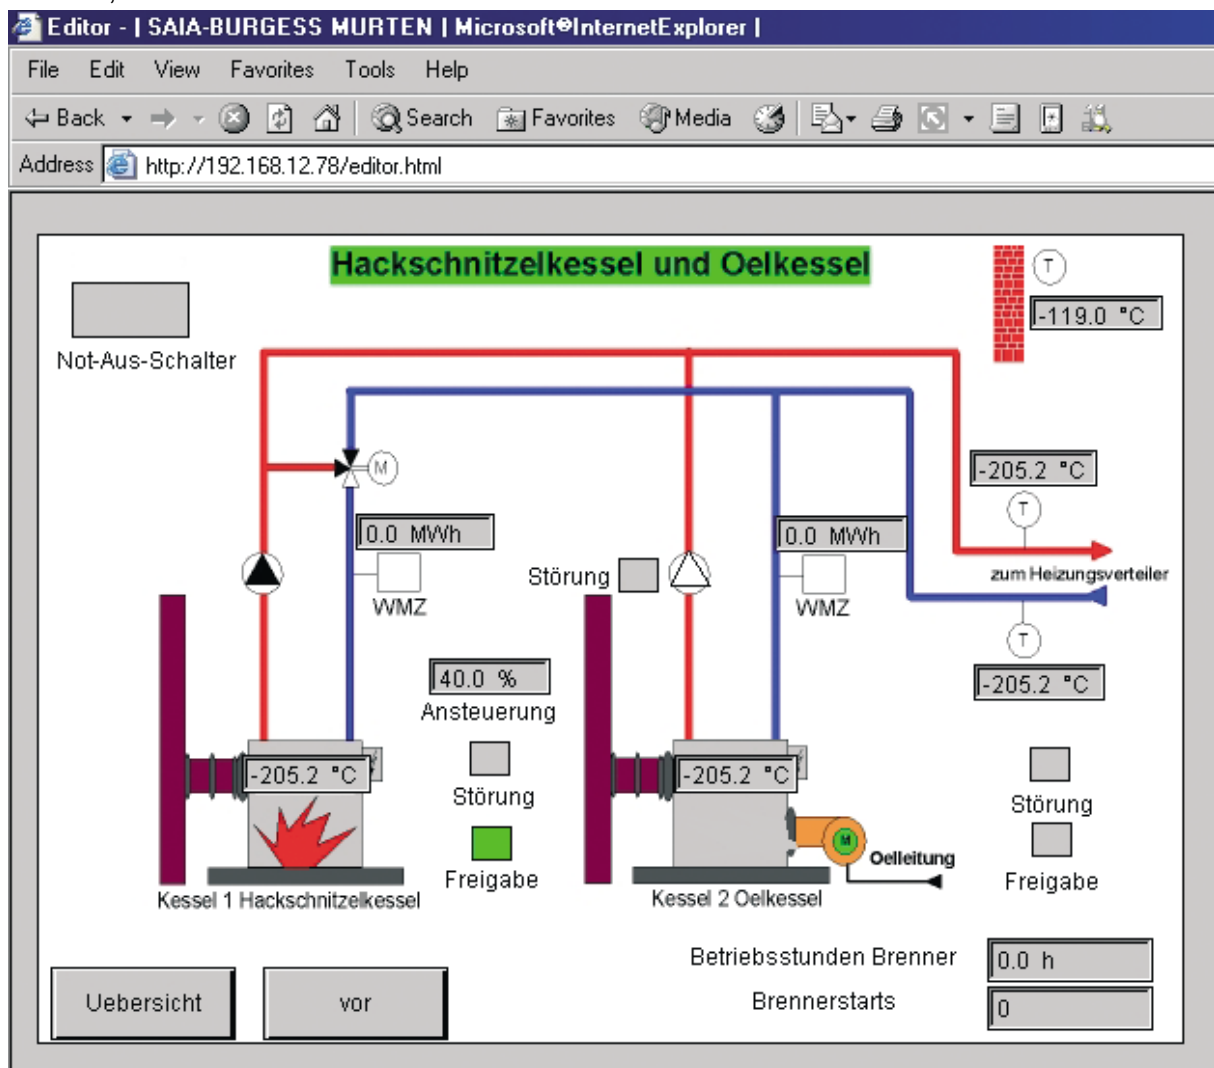 Editor - | SAIA-BURGESS MURTEN | Microsoft®InternetExplorer |
File Edit View Favorites Tools Help
Back Search Favorites Media
Address http://192.168.12.78/editor.html
Hackschnitzelkessel und Oelkessel
T
-119.0 °C
Not-Aus-Schalter
M
-205.2 °C
T
0.0 MWh
0.0 MWh
Störung
zum Heizungsverteiler
WMZ
WMZ
T
40.0 %
-205.2 °C
Ansteuerung
-205.2 °C
-205.2 °C
Störung
Störung
M
Oelleitung
Freigabe
Freigabe
Kessel 1 Hackschnitzelkessel
Kessel 2 Oelkessel
Betriebsstunden Brenner
0.0 h
Uebersicht
vor
Brennerstarts
0